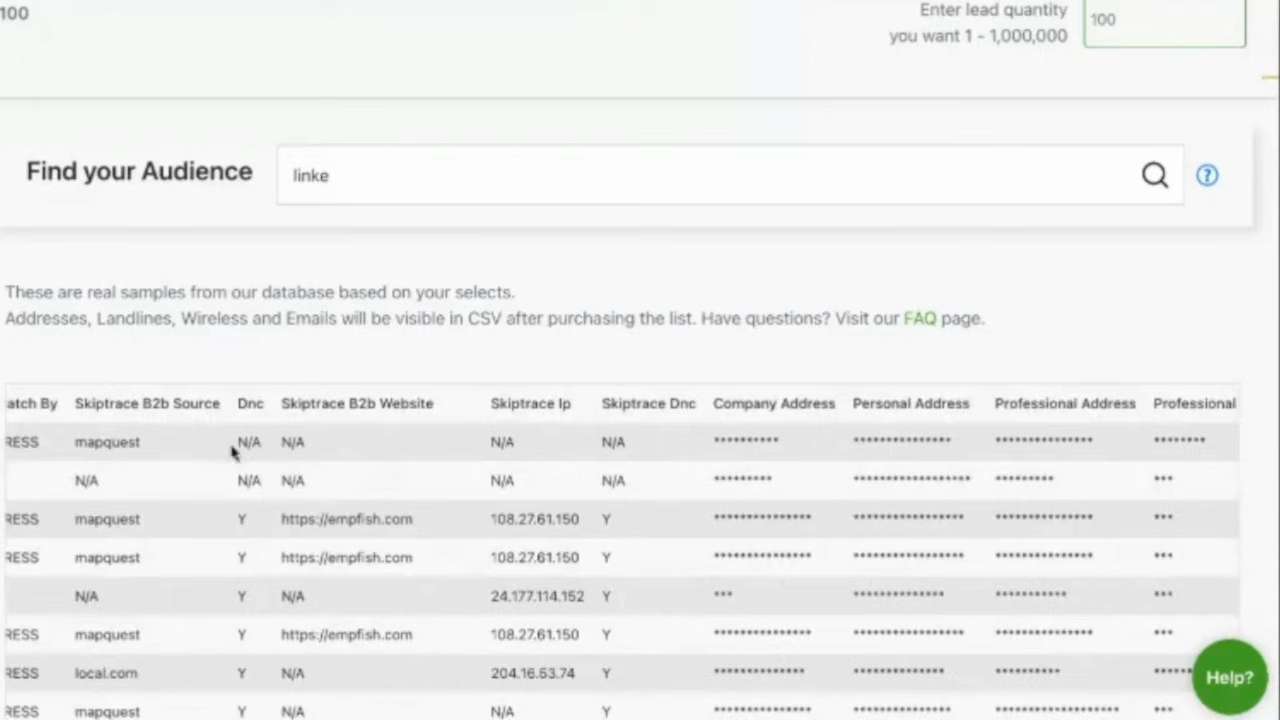 100
Enter lead quantity
you want 1 - 1,000,000
100
Find your Audience
linke
?
These are real samples from our database based on your selects.
Addresses, Landlines, Wireless and Emails will be visible in CSV after purchasing the list. Have questions? Visit our FAQ page.
atch By Skiptrace B2b Source Dnc Skiptrace B2b Website Skiptrace Ip Skiptrace Dnc Company Address Personal Address Professional Address Professional
RESS mapquest N/A N/A N/A N/A ********** *************** *************** ********
N/A N/A N/A N/A N/A ********* ****************** ********* ***
RESS mapquest Y https://empfish.com 108.27.61.150 Y *************** ***************** *************** ***
RESS mapquest Y https://empfish.com 108.27.61.150 Y *************** ***************** *************** ***
N/A Y N/A 24.177.114.152 Y *** ************** *********** ***
RESS mapquest Y https://empfish.com 108.27.61.150 Y *************** ***************** *************** ***
RESS local.com Y N/A 204.16.53.74 Y ************** ************** ********** ******
RESS mapquest Y N/A N/A Y ************** *************** ******************* ***
Help?